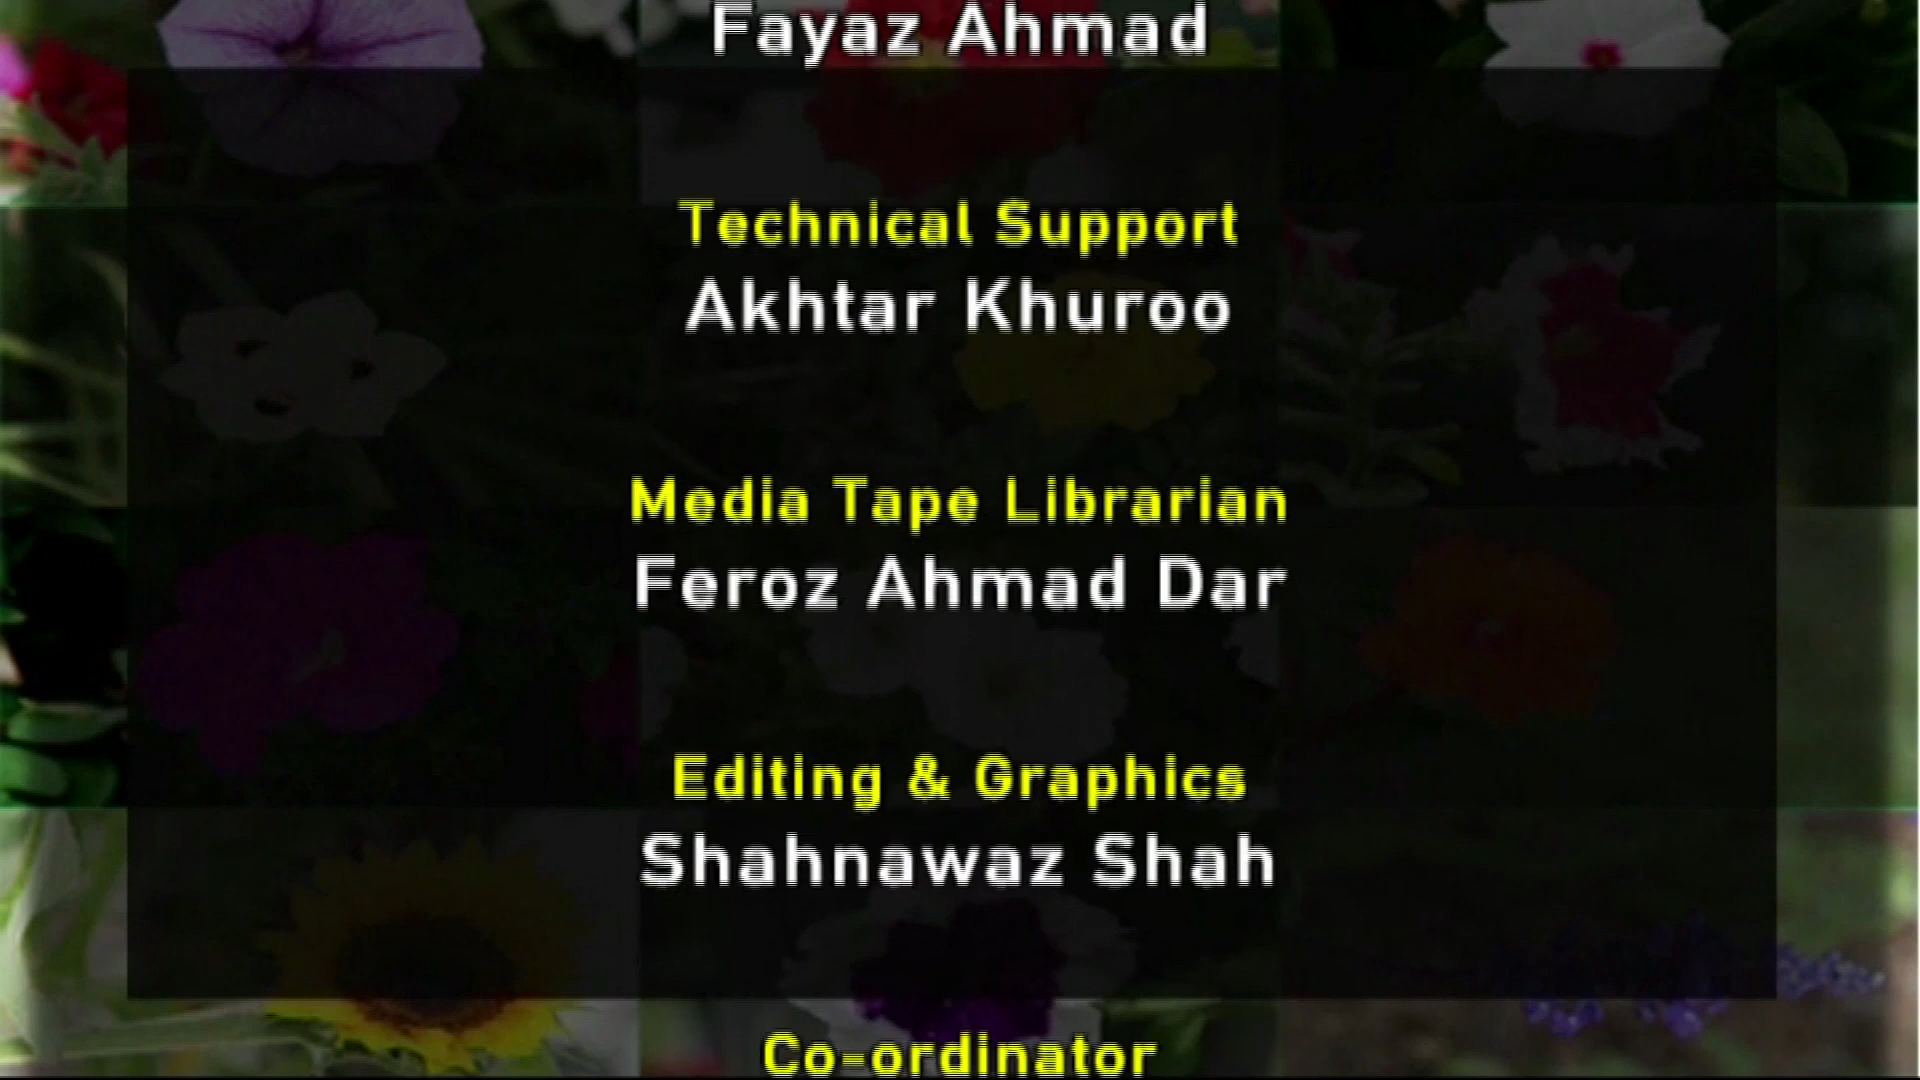 Fayaz Ahmad
Technical Support
Akhtar Khuroo
Media Tape Librarian
Feroz Ahmad Dar
Editing & Graphics
Shahnawaz Shah
Co-ordinator